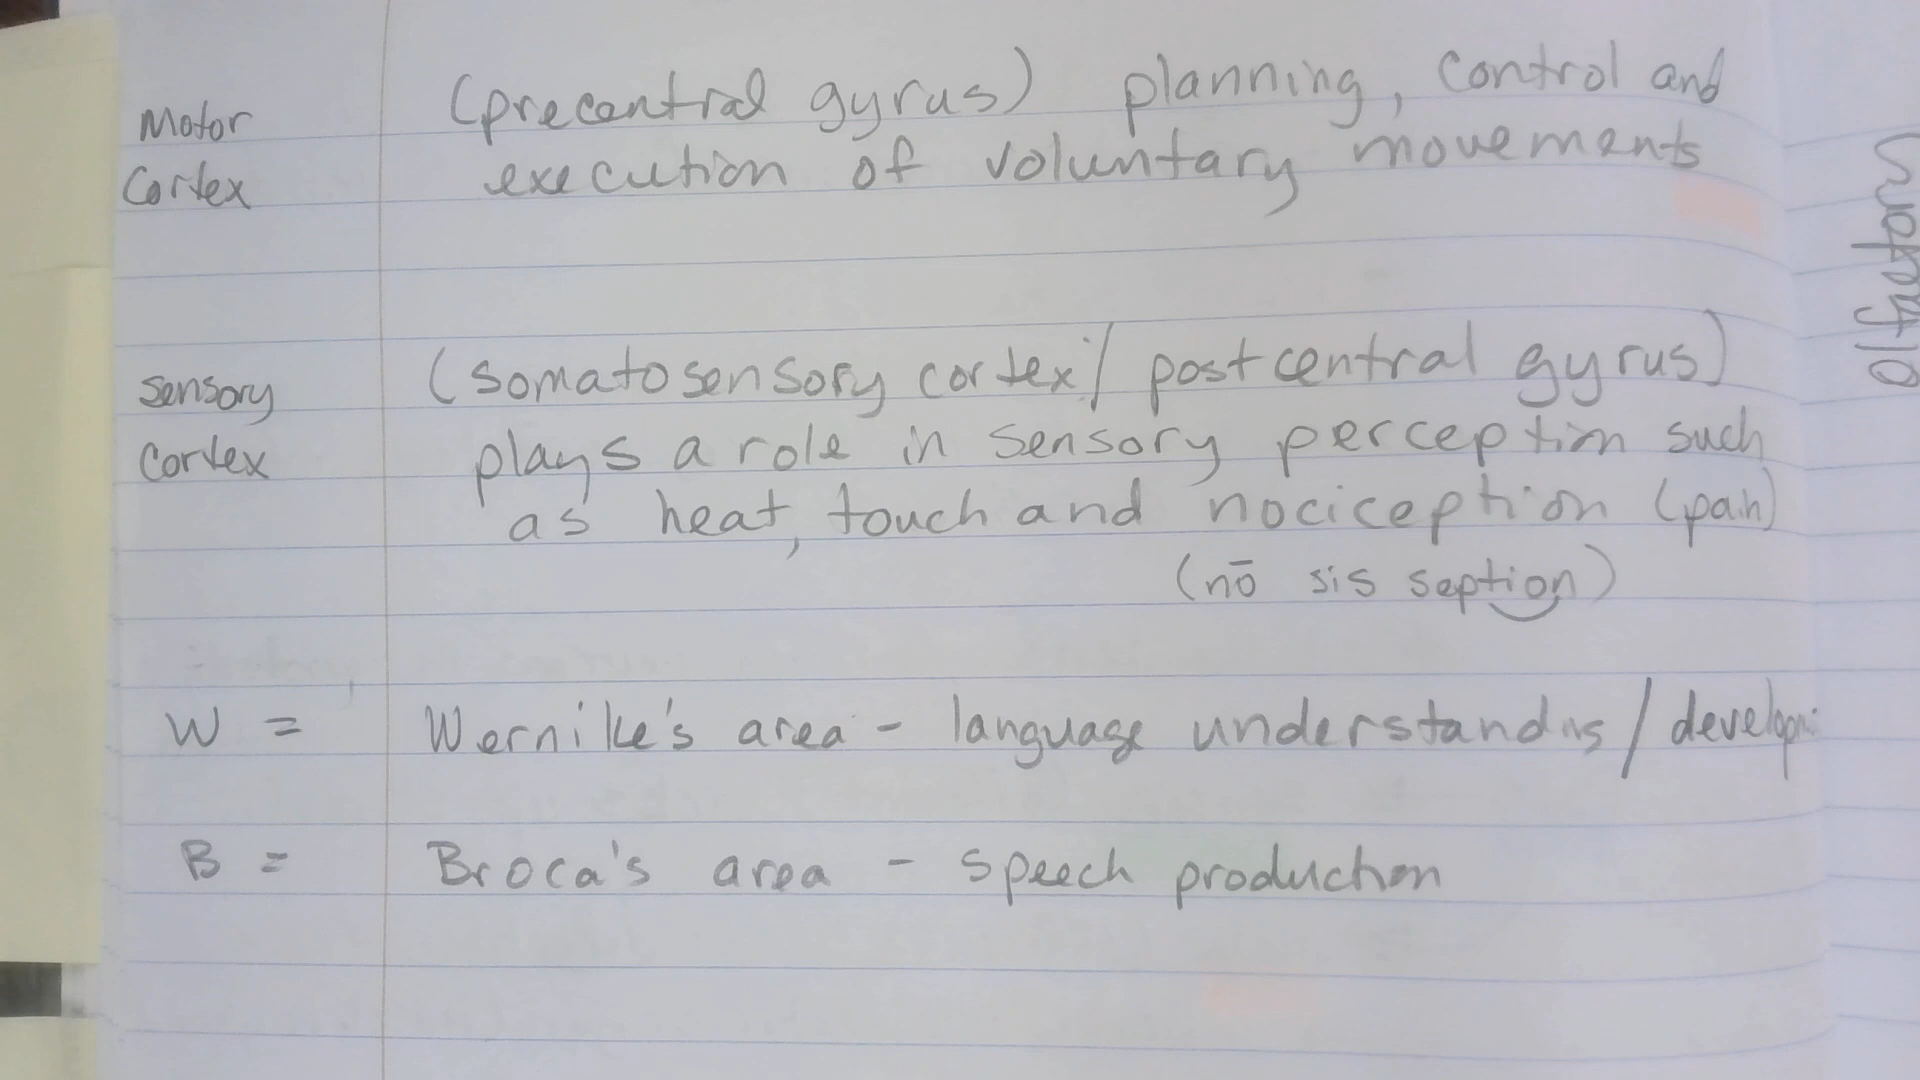 Motor Cortex
(precentral gyrus) planning, control and
execution of voluntary movements
Sensory Cortex
(somatosensory cortex/ postcentral gyrus)
plays a role in sensory perception such
as heat, touch and nociception (pain)
(nō sis seption)
W = Wernike's area - language understanding /
B = Broca's area - speech production